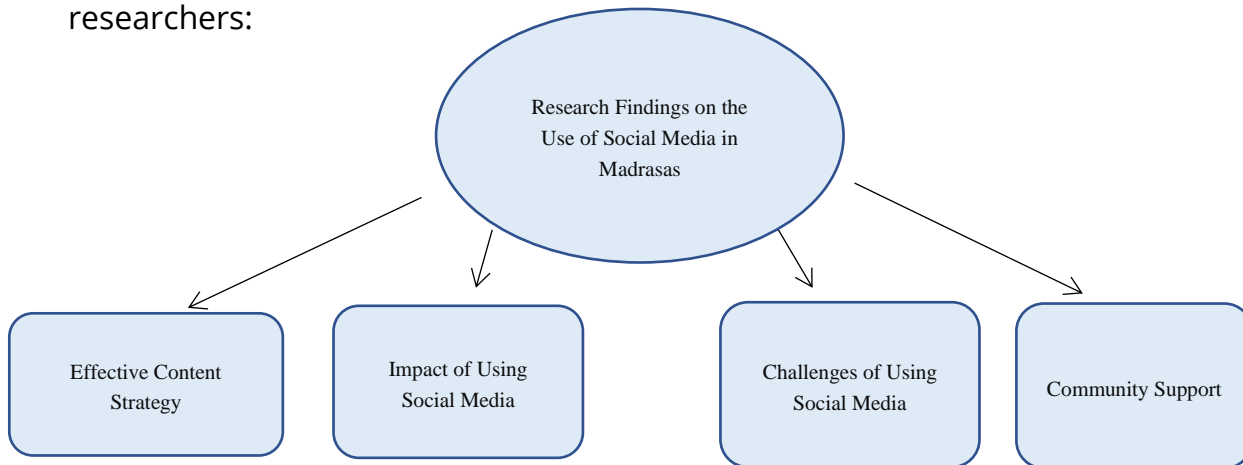 researchers:
Research Findings on the
Use of Social Media in
Madrasas
Effective Content
Strategy
Impact of Using
Social Media
Challenges of Using
Social Media
Community Support